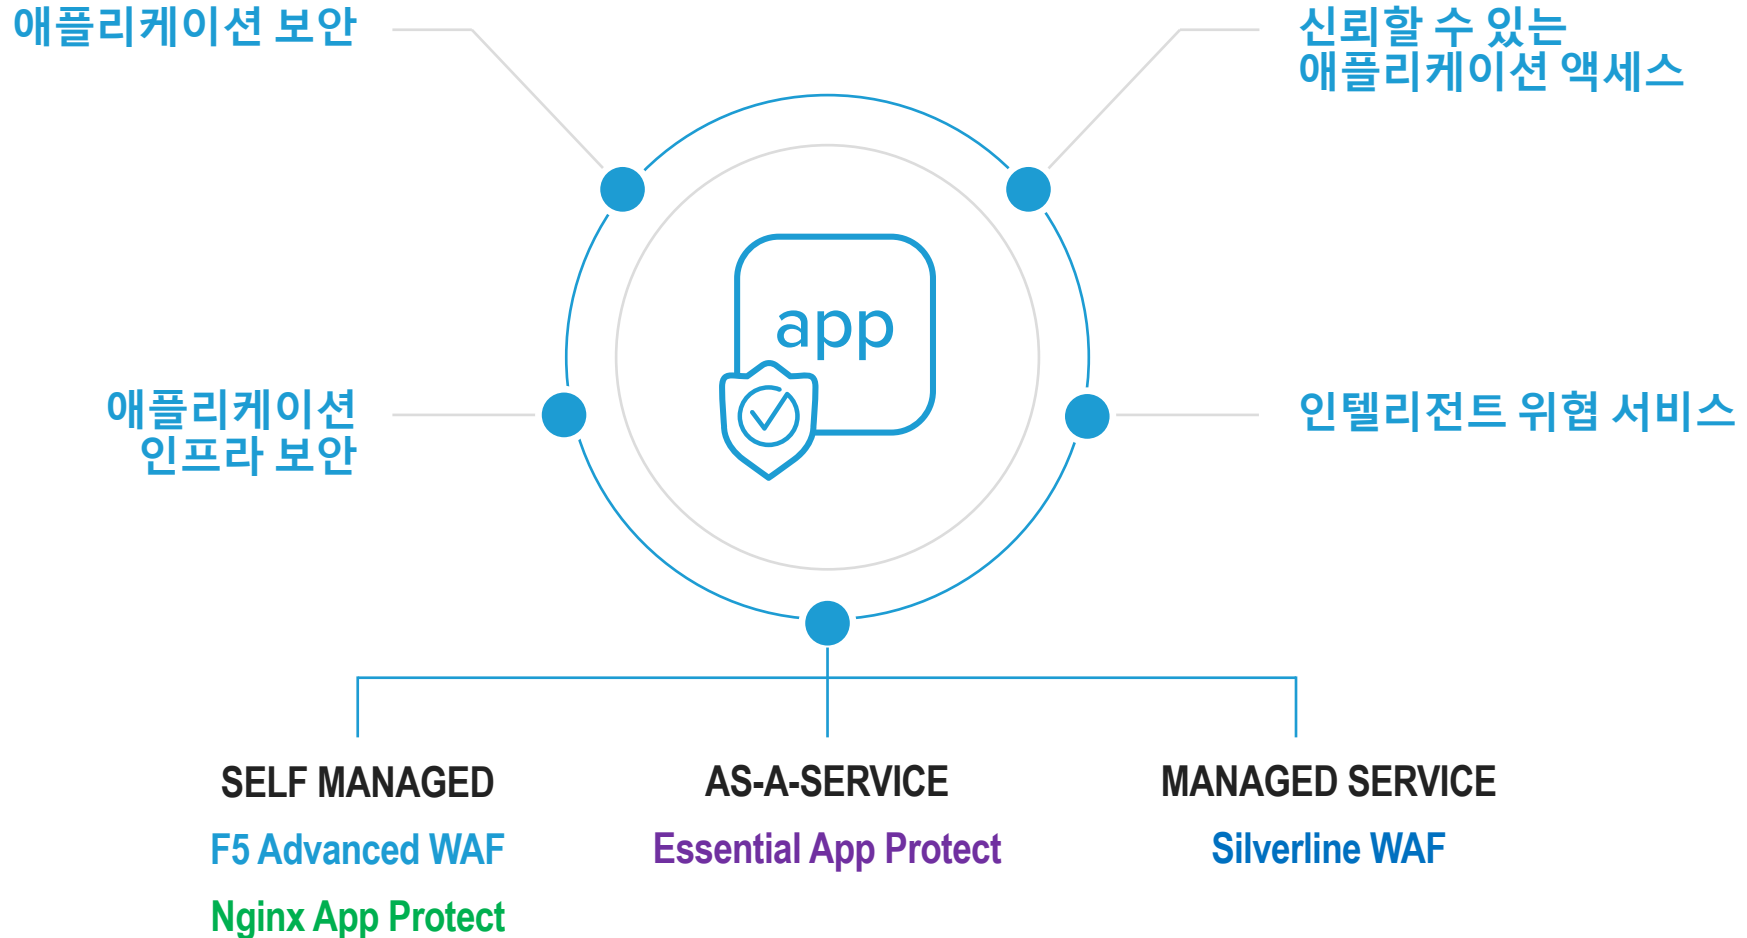 애플리케이션 보안
신뢰할 수 있는
애플리케이션 액세스
app
애플리케이션
인프라 보안
인텔리전트 위협 서비스
SELF MANAGED
F5 Advanced WAF
Nginx App Protect
AS-A-SERVICE
Essential App Protect
MANAGED SERVICE
Silverline WAF